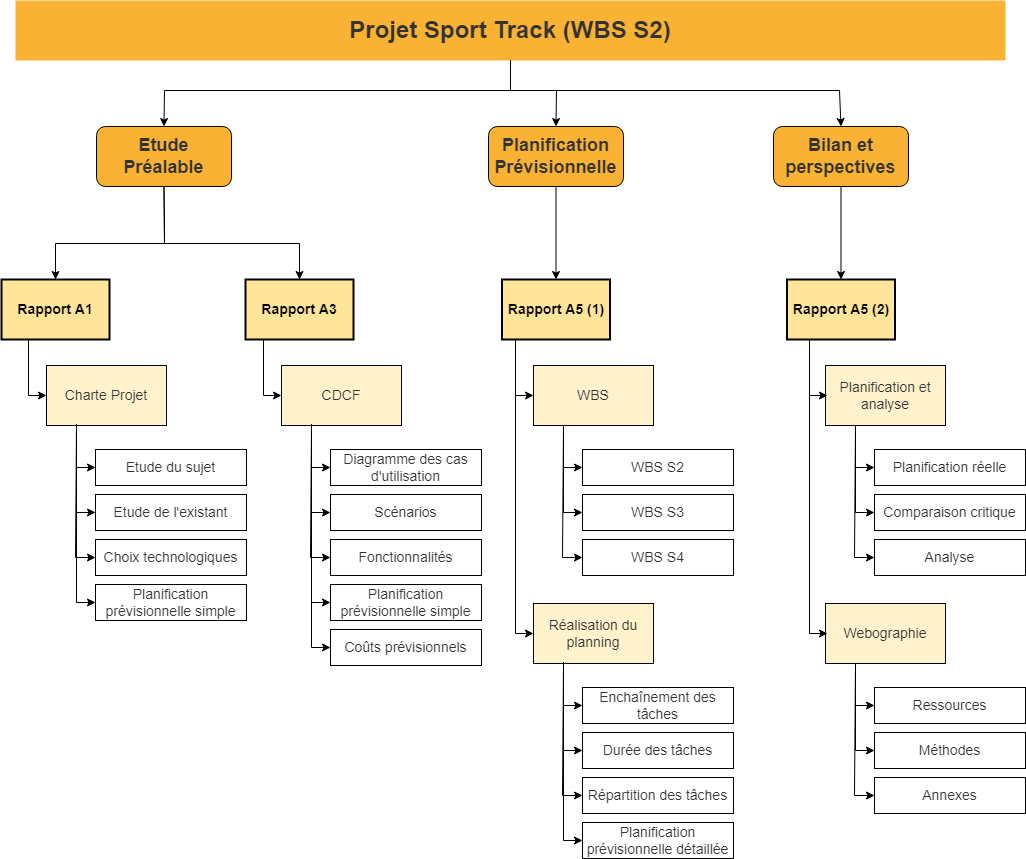 Projet Sport Track (WBS S2)
Etude
Préalable
Planification
Prévisionnelle
Bilan et
perspectives
Rapport A1
Rapport A3
Rapport A5 (1)
Rapport A5 (2)
Charte Projet
Etude du sujet
Etude de l'existant
Choix technologiques
Planification
prévisionnelle simple
CDCF
Diagramme des cas
d'utilisation
Scénarios
Fonctionnalités
Planification
prévisionnelle simple
Coûts prévisionnels
WBS
WBS S2
WBS S3
WBS S4
Réalisation du
planning
Enchaînement des
tâches
Durée des tâches
Répartition des tâches
Planification
prévisionnelle détaillée
Planification et
analyse
Planification réelle
Comparaison critique
Analyse
Webographie
Ressources
Méthodes
Annexes